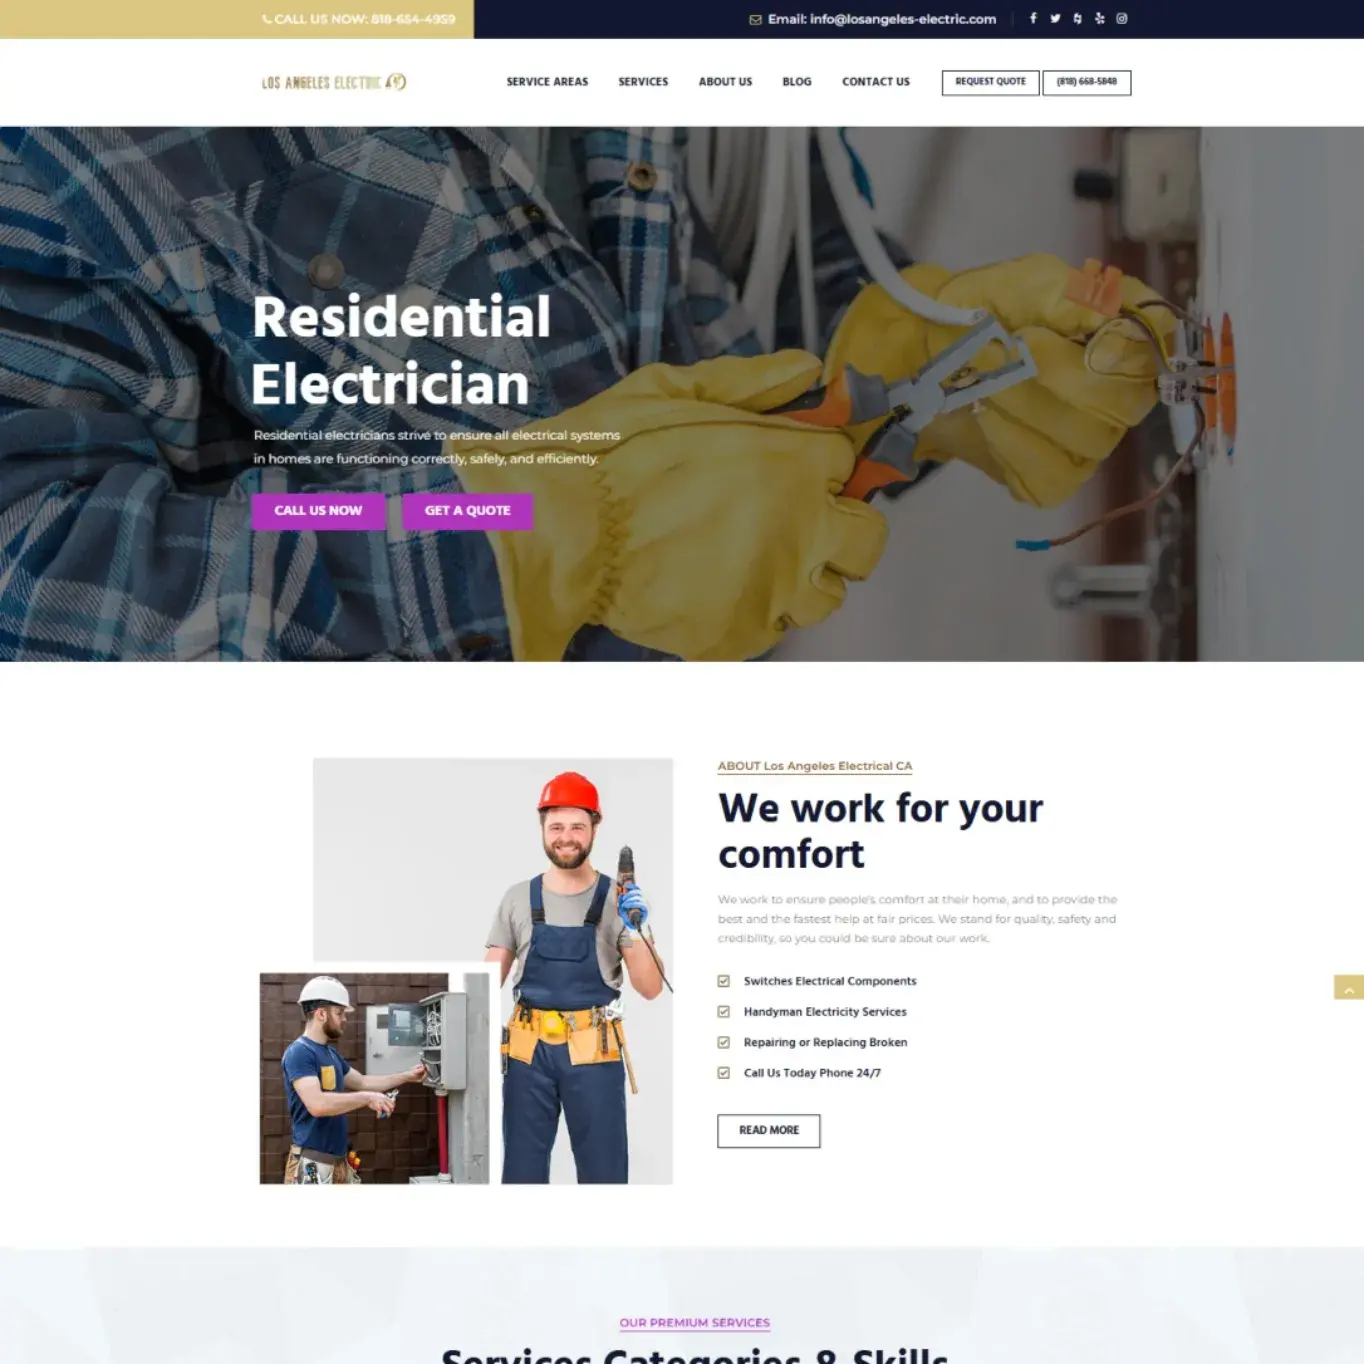 CALL US NOW: 818-654-4959
Email: info@losangeles-electric.com
LOS ANGELES ELECTRIC
SERVICE AREAS
SERVICES
ABOUT US
BLOG
CONTACT US
REQUEST QUOTE
(818) 668-5848
Residential
Electrician
Residential electricians strive to ensure all electrical systems
in homes are functioning correctly, safely, and efficiently.
CALL US NOW
GET A QUOTE
ABOUT Los Angeles Electrical CA
We work for your
comfort
We work to ensure people's comfort at their home, and to provide the
best and the fastest help at fair prices. We stand for quality, safety and
credibility, so you could be sure about our work.
Switches Electrical Components
Handyman Electricity Services
Repairing or Replacing Broken
Call Us Today Phone 24/7
READ MORE
OUR PREMIUM SERVICES
Services Categories & Skills